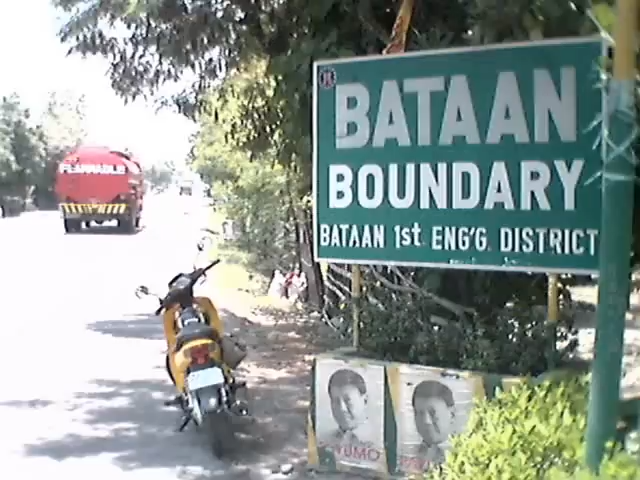 FLAMMABLE
BATAAN
BOUNDARY
BATAAN 1st. ENG'G. DISTRICT